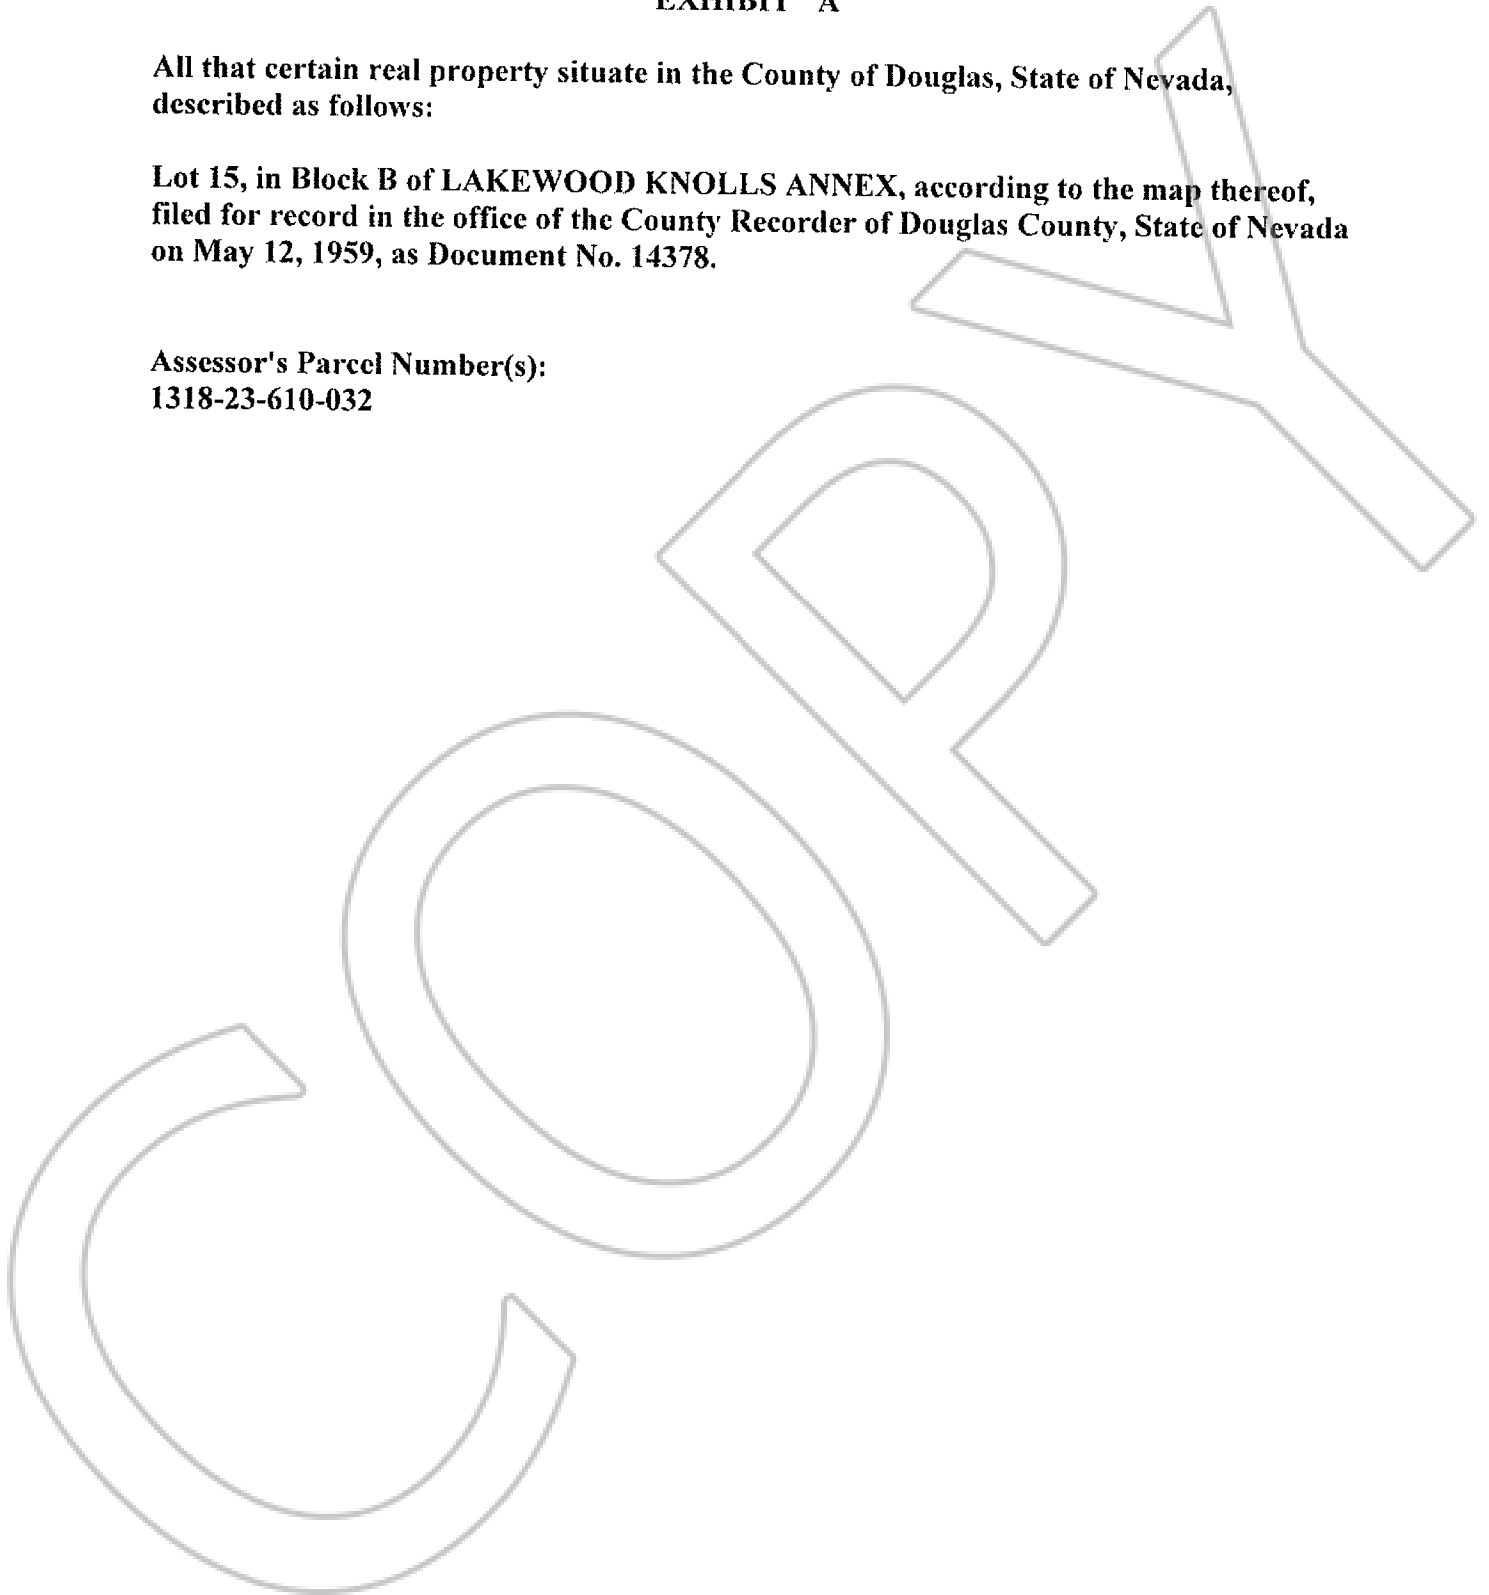 EXHIBIT "A"
All that certain real property situate in the County of Douglas, State of Nevada,
described as follows:
Lot 15, in Block B of LAKEWOOD KNOLLS ANNEX, according to the map thereof,
filed for record in the office of the County Recorder of Douglas County, State of Nevada
on May 12, 1959, as Document No. 14378.
Assessor's Parcel Number(s):
1318-23-610-032
COPY